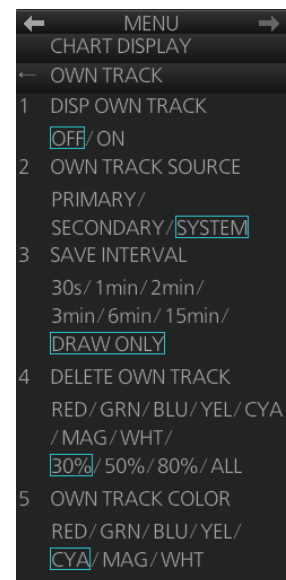 ← MENU →
CHART DISPLAY
← OWN TRACK
1 DISP OWN TRACK
OFF/ON
2 OWN TRACK SOURCE
PRIMARY/
SECONDARY/SYSTEM
3 SAVE INTERVAL
30s/1min/2min/
3min/6min/15min/
DRAW ONLY
4 DELETE OWN TRACK
RED/GRN/BLU/YEL/CYA
/MAG/WHT/
30%/50%/80%/ALL
5 OWN TRACK COLOR
RED/GRN/BLU/YEL/
CYA/MAG/WHT